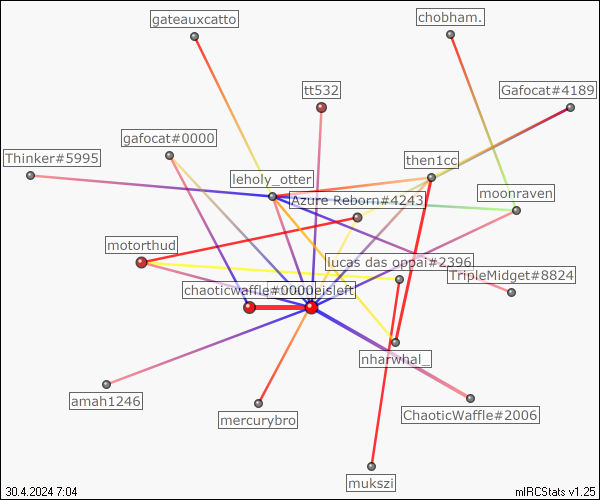 gateauxcatto
chobham.
tt532
Gafocat#4189
gafocat#0000
Thinker#5995
then1cc
leholy_otter
moonraven
Azure Reborn#4243
motorthud
lucas das oppai#2396
TripleMidget#8824
chaoticwaffle#0000
eisleft
nharwhal_
amah1246
mercurybro
ChaoticWaffle#2006
mukszi
30.4.2024 7:04
mIRCStats v1.25